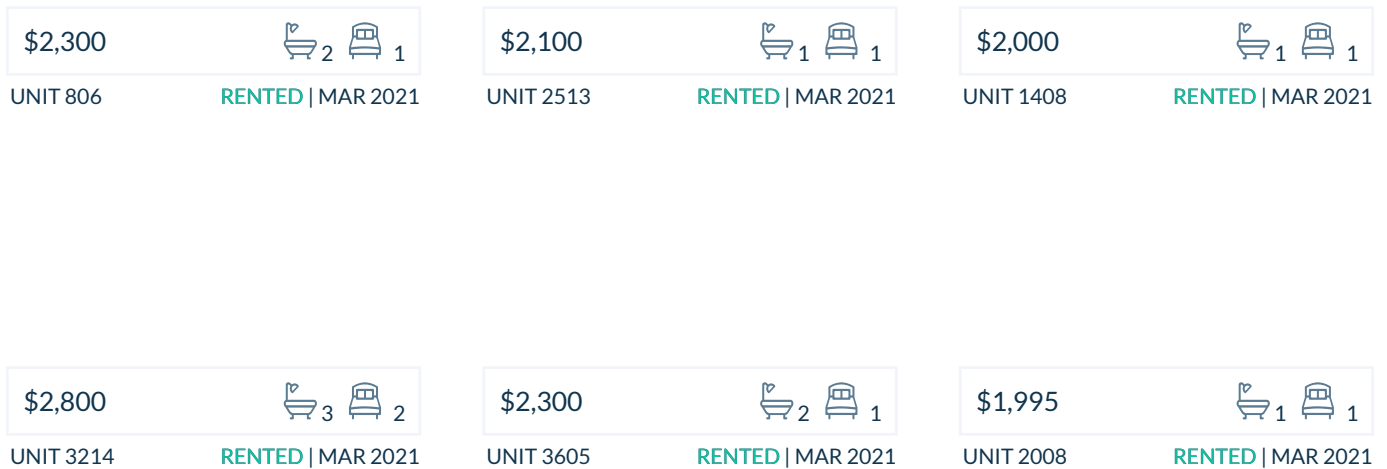 $2,300 2 1 $2,100 1 1 $2,000 1 1
UNIT 806 RENTED | MAR 2021 UNIT 2513 RENTED | MAR 2021 UNIT 1408 RENTED | MAR 2021
$2,800 3 2 $2,300 2 1 $1,995 1 1
UNIT 3214 RENTED | MAR 2021 UNIT 3605 RENTED | MAR 2021 UNIT 2008 RENTED | MAR 2021